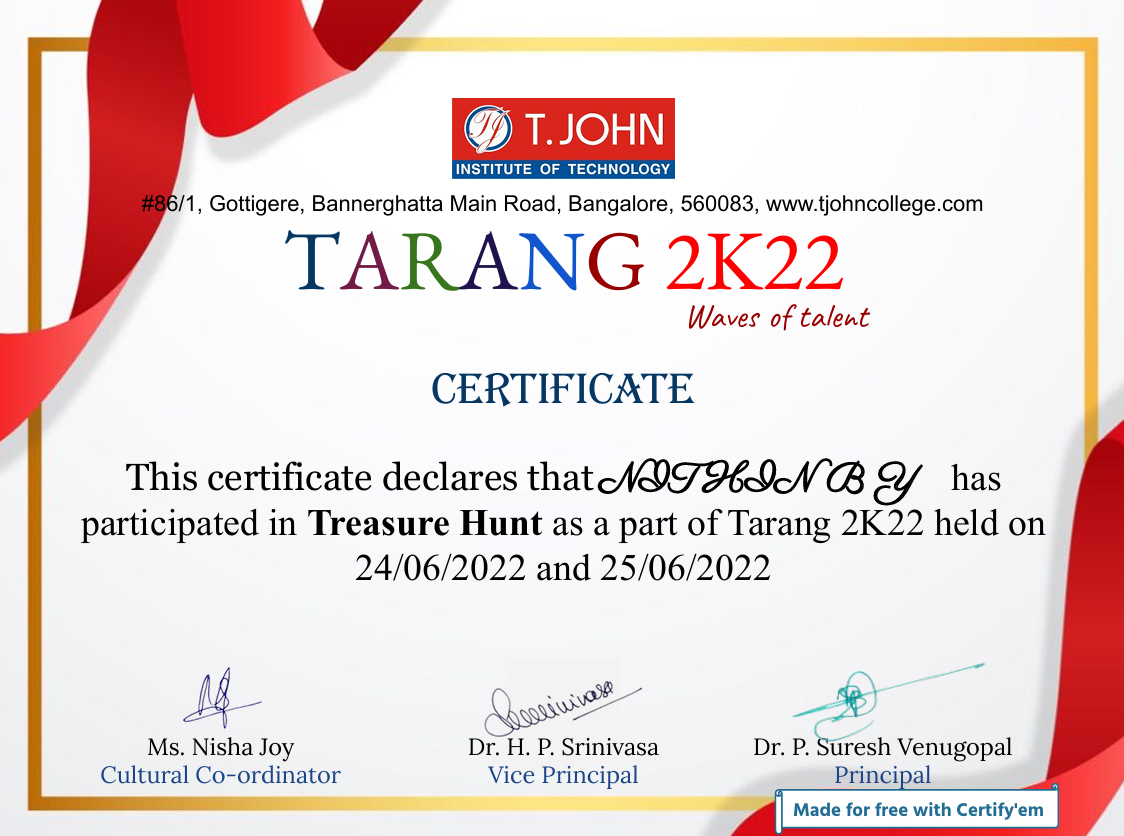 T. JOHN
INSTITUTE OF TECHNOLOGY
#86/1, Gottigere, Bannerghatta Main Road, Bangalore, 560083, www.tjohncollege.com
TARANG 2K22
Waves of talent
CERTIFICATE
This certificate declares that NITHIN B Y has
participated in Treasure Hunt as a part of Tarang 2K22 held on
24/06/2022 and 25/06/2022
Ms. Nisha Joy Dr. H. P. Srinivasa Dr. P. Suresh Venugopal
Cultural Co-ordinator Vice Principal Principal
Made for free with Certify'em